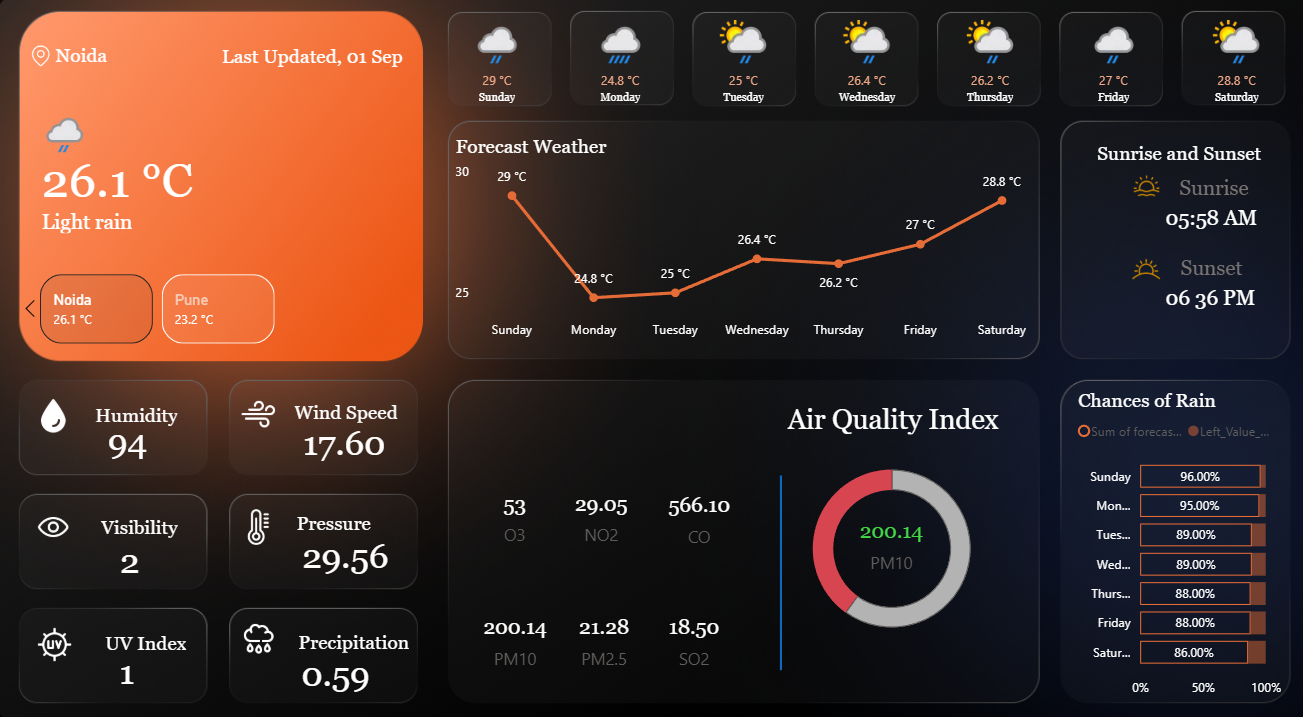 Noida
Last Updated, 01 Sep
26.1 °C
Light rain
Noida
26.1 °C
Pune
23.2 °C
29 °C
Sunday
24.8 °C
Monday
25 °C
Tuesday
26.4 °C
Wednesday
26.2 °C
Thursday
27 °C
Friday
28.8 °C
Saturday
Forecast Weather
30
25
29 °C
24.8 °C
25 °C
26.4 °C
26.2 °C
27 °C
28.8 °C
Sunday
Monday
Tuesday
Wednesday
Thursday
Friday
Saturday
Sunrise and Sunset
Sunrise
05:58 AM
Sunset
06 36 PM
Humidity
94
Wind Speed
17.60
Visibility
2
Pressure
29.56
UV
UV Index
1
Precipitation
0.59
Air Quality Index
53
O3
29.05
NO2
566.10
CO
200.14
PM10
21.28
PM2.5
18.50
SO2
200.14
PM10
Chances of Rain
Sum of forecas...
Left_Value_...
Sunday 96.00%
Mon... 95.00%
Tues... 89.00%
Wed... 89.00%
Thurs... 88.00%
Friday 88.00%
Satur... 86.00%
0% 50% 100%